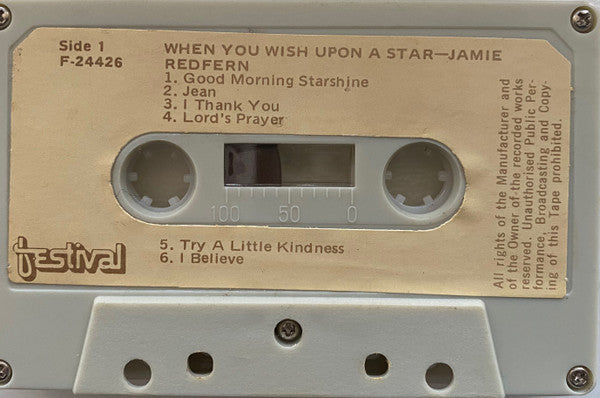 Side 1
F-24426
WHEN YOU WISH UPON A STAR—JAMIE
REDFERN
1. Good Morning Starshine
2. Jean
3. I Thank You
4. Lord's Prayer
100 50 0
5. Try A Little Kindness
6. I Believe
festival
All rights of the Manufacturer and
of the Owner of the recorded works
reserved. Unauthorised Public Per-
formance, Broadcasting and Copy-
ing of this Tape prohibited.